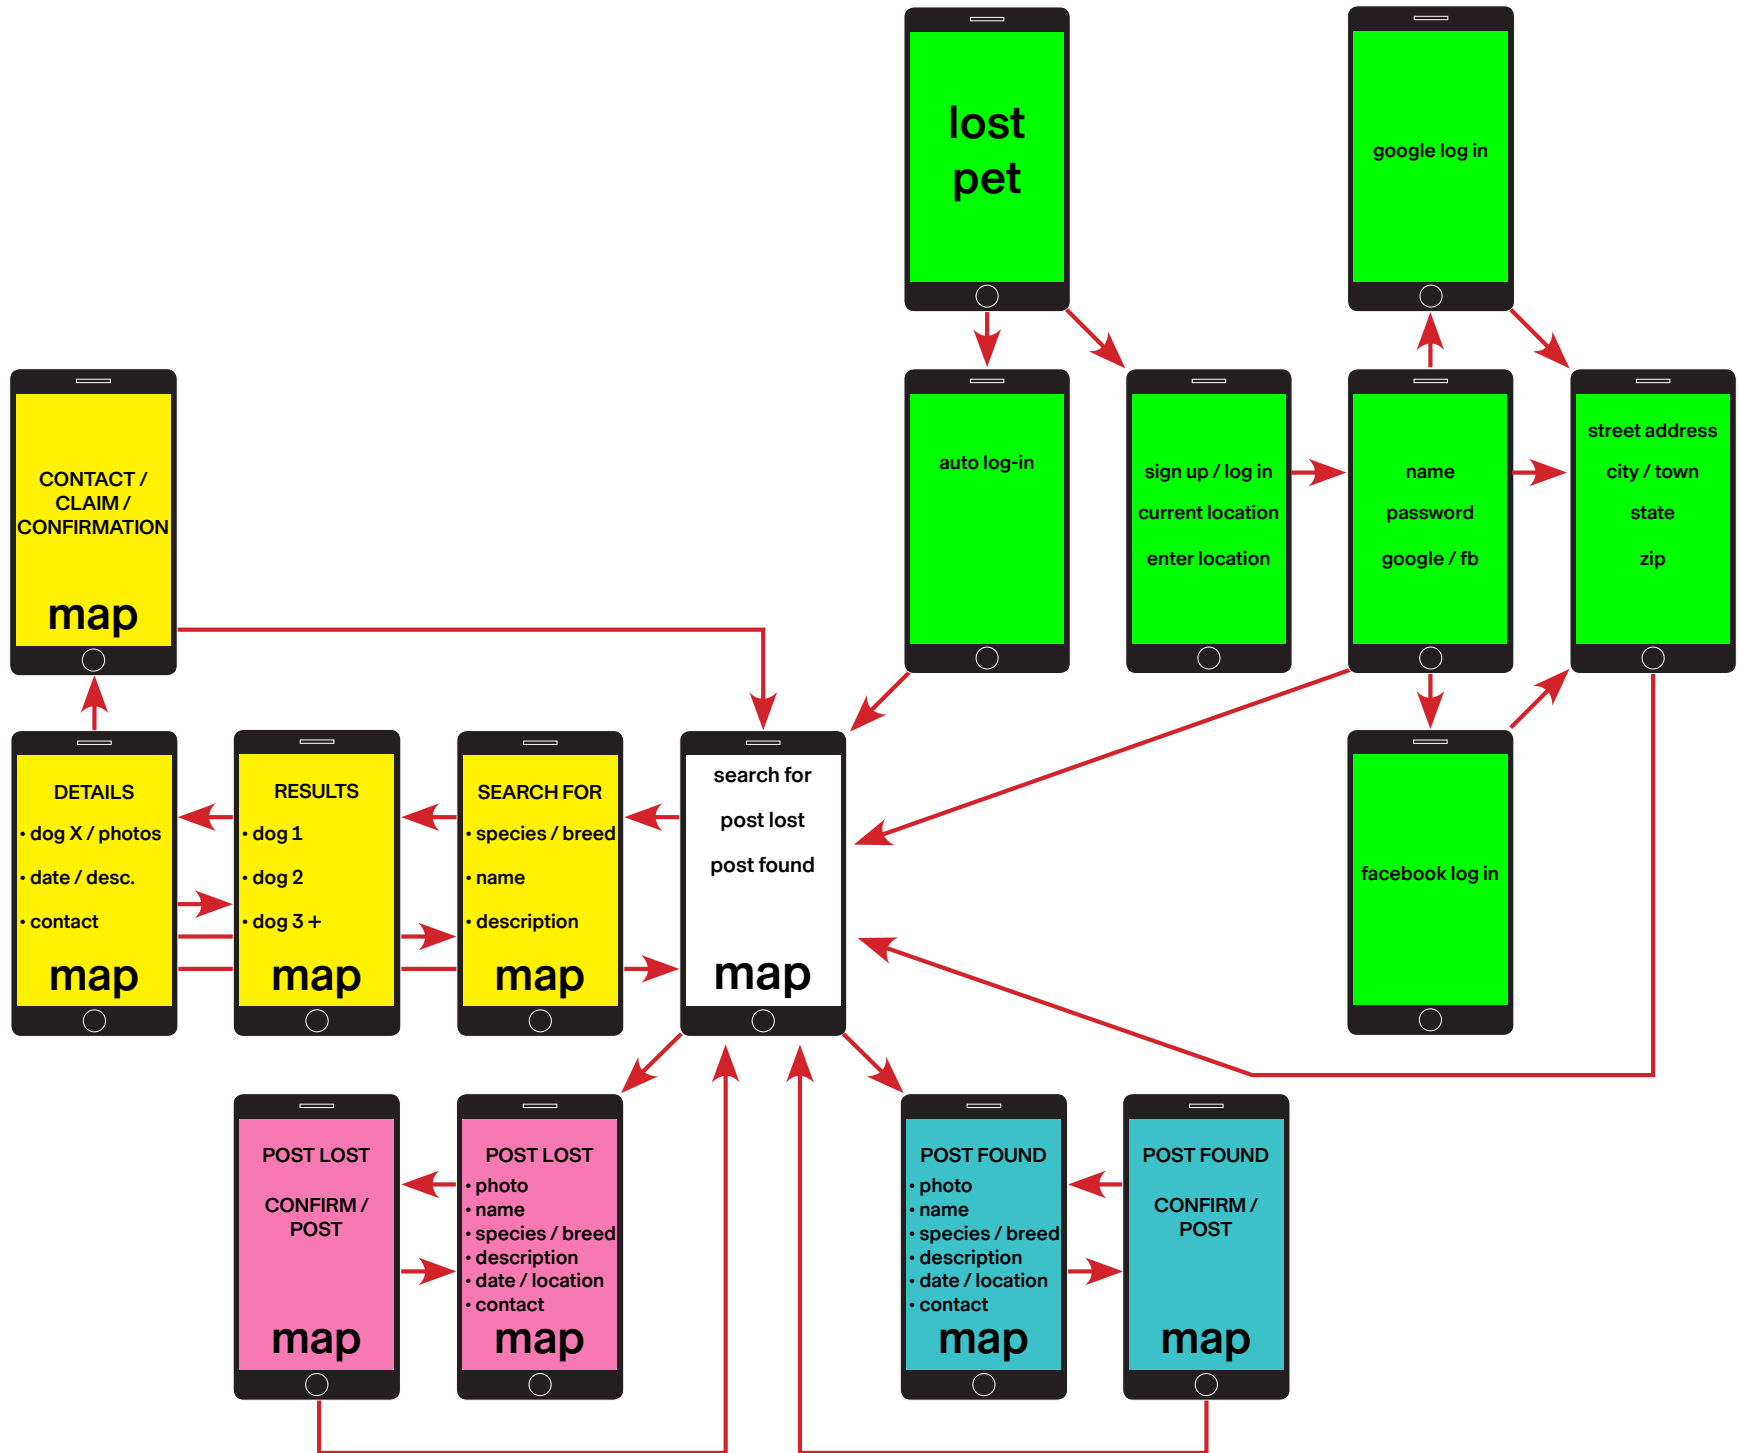 lost
pet
google log in
auto log-in
sign up / log in
current location
enter location
name
password
google / fb
street address
city / town
state
zip
CONTACT /
CLAIM /
CONFIRMATION
map
DETAILS
• dog X / photos
• date / desc.
• contact
map
RESULTS
• dog 1
• dog 2
• dog 3 +
map
SEARCH FOR
• species / breed
• name
• description
map
search for
post lost
post found
map
facebook log in
POST LOST
CONFIRM /
POST
map
POST LOST
• photo
• name
• species / breed
• description
• date / location
• contact
map
POST FOUND
• photo
• name
• species / breed
• description
• date / location
• contact
map
POST FOUND
CONFIRM /
POST
map